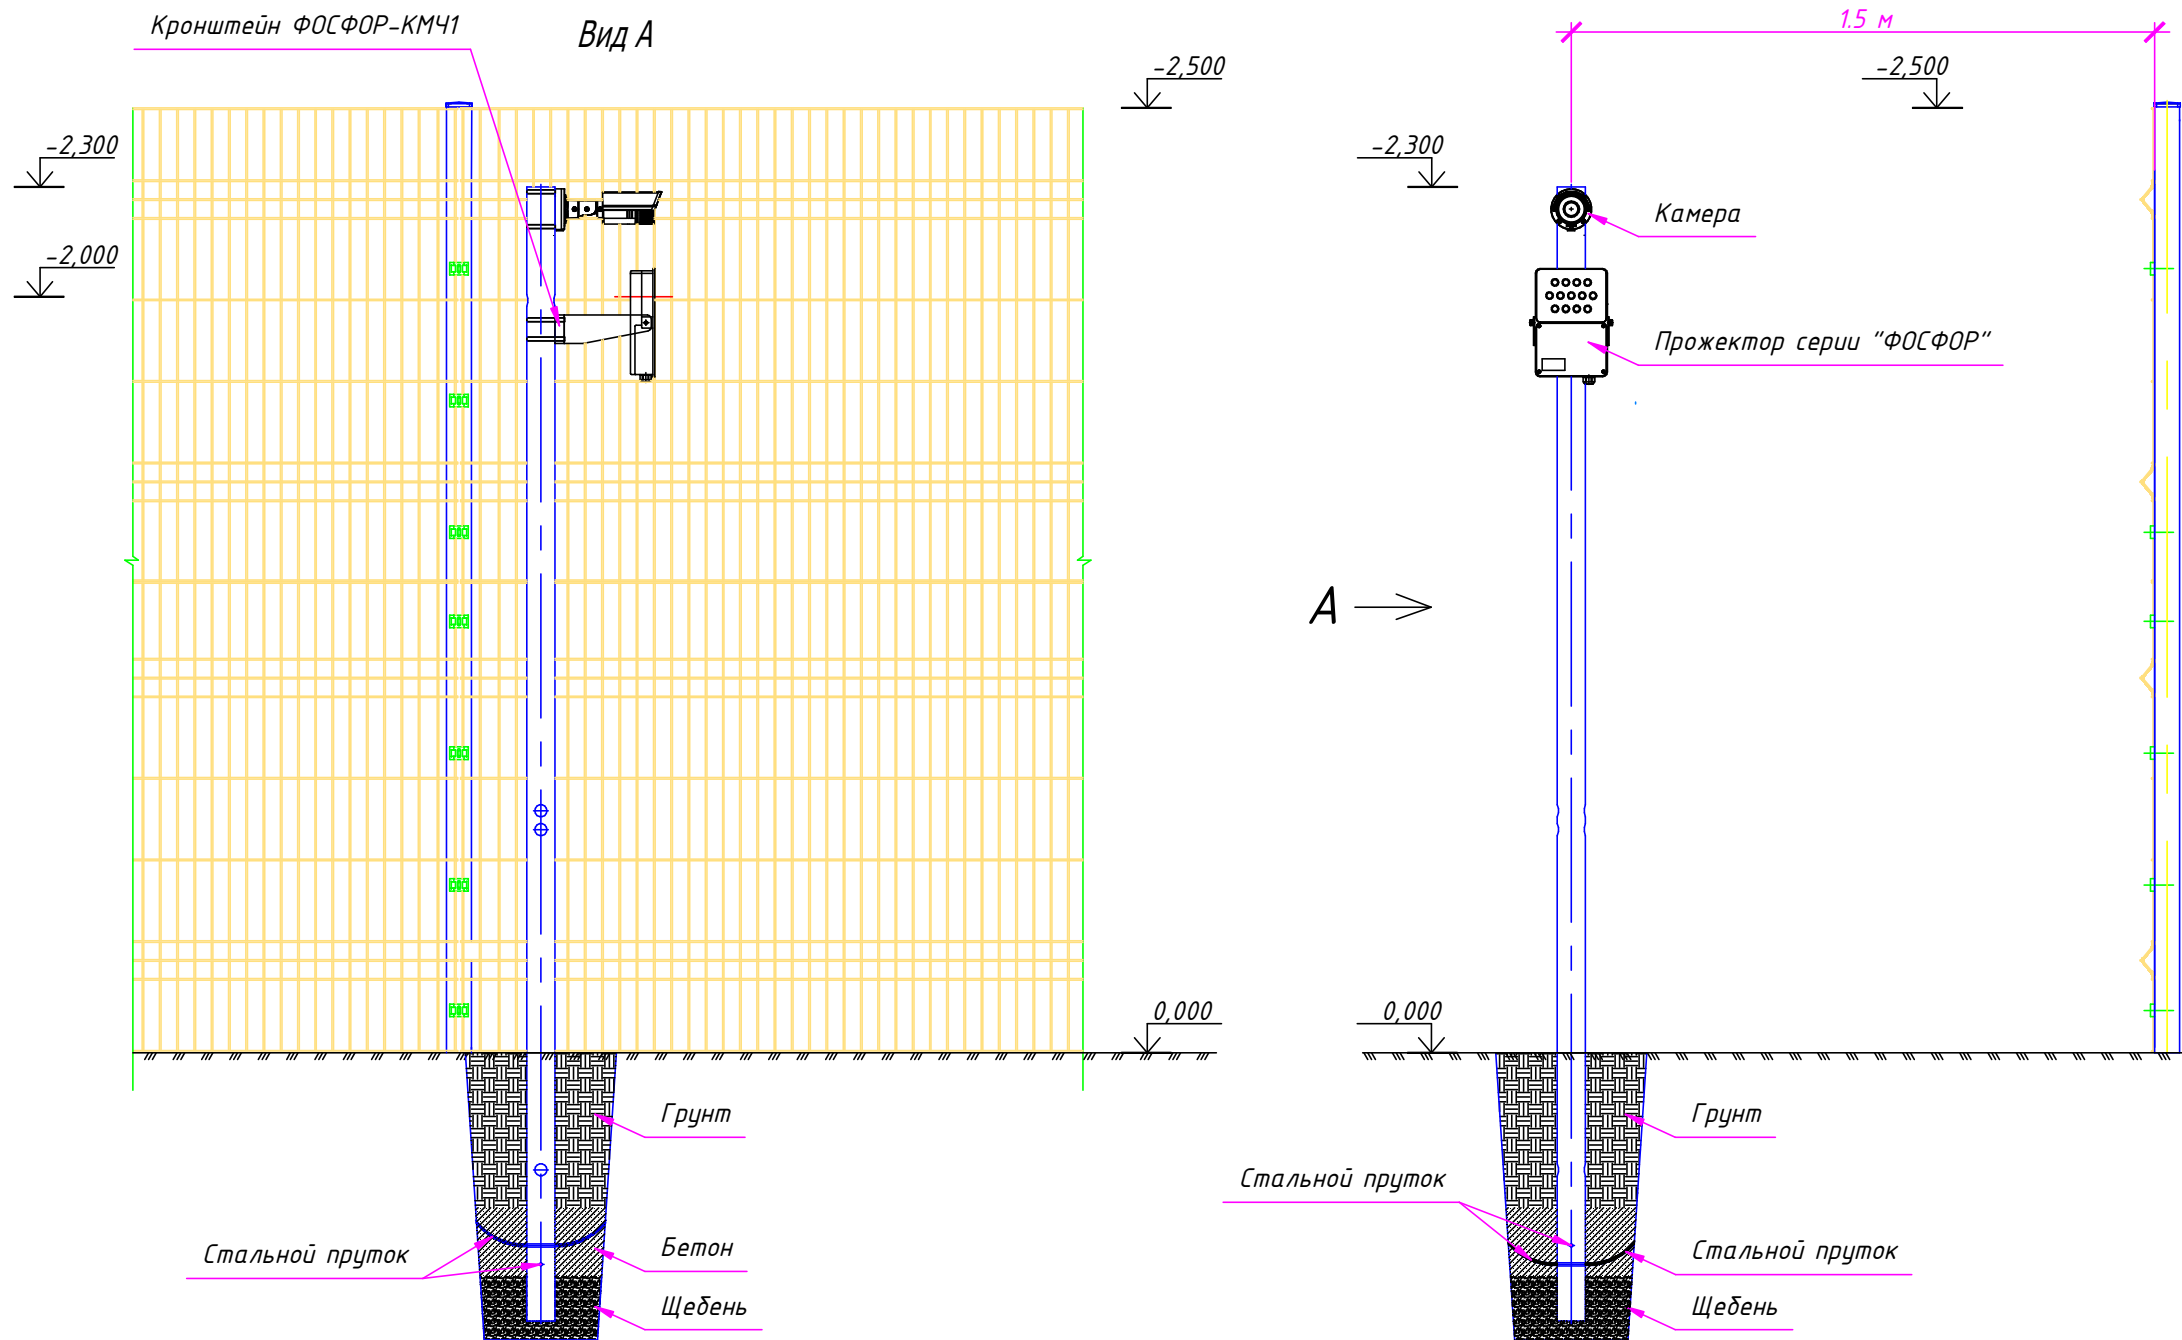 Кронштейн ФОСФОР-КМЧ1
Вид А
1.5 м
-2,500
-2,500
-2,300
-2,300
Камера
-2,000
Прожектор серии "ФОСФОР"
А
0,000
0,000
Грунт
Грунт
Стальной пруток
Стальной пруток
Бетон
Стальной пруток
Щебень
Щебень